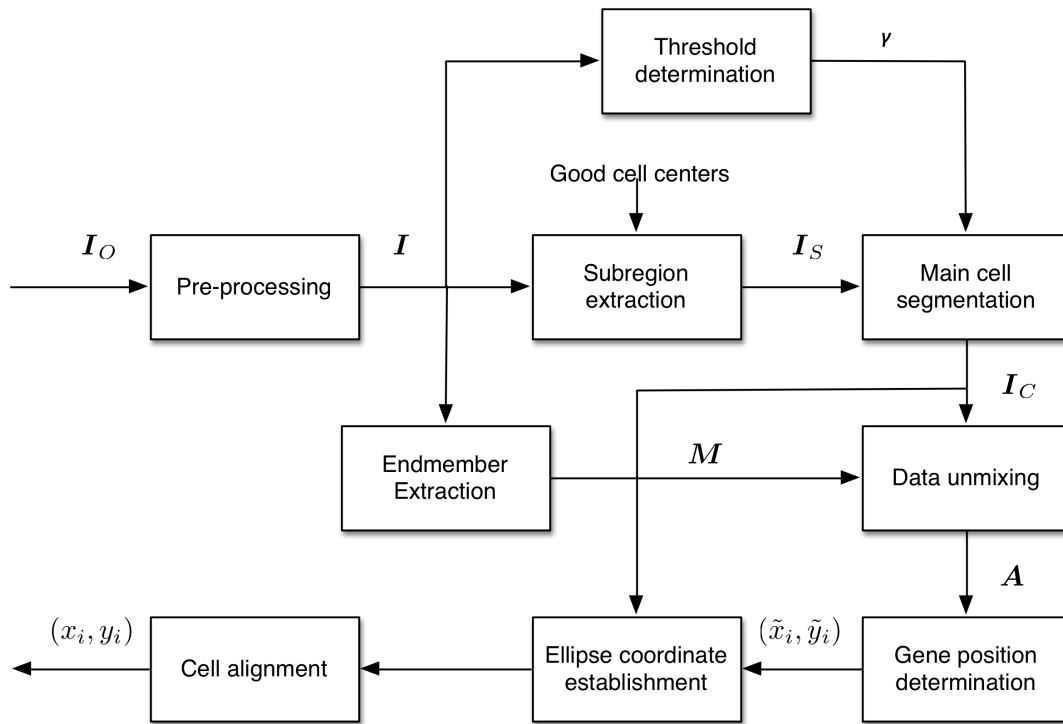 Threshold
determination
γ
Good cell centers
I_O
Pre-processing
I
Subregion
extraction
I_S
Main cell
segmentation
I_C
Endmember
Extraction
M
Data unmixing
A
(x_i, y_i)
Cell alignment
Ellipse coordinate
establishment
(x̃_i, ỹ_i)
Gene position
determination